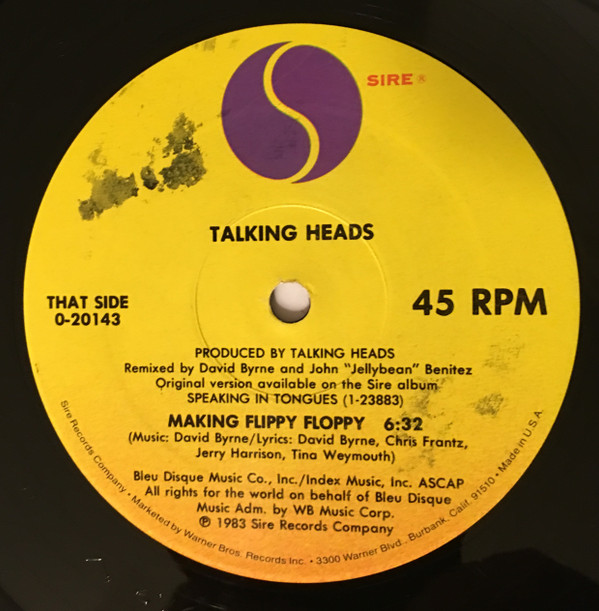 SIRE ®
TALKING HEADS
THAT SIDE
0-20143
45 RPM
PRODUCED BY TALKING HEADS
Remixed by David Byrne and John "Jellybean" Benitez
Original version available on the Sire album
SPEAKING IN TONGUES (1-23883)
MAKING FLIPPY FLOPPY 6:32
(Music: David Byrne/Lyrics: David Byrne, Chris Frantz,
Jerry Harrison, Tina Weymouth)
Bleu Disque Music Co., Inc./Index Music, Inc. ASCAP
All rights for the world on behalf of Bleu Disque
Music Adm. by WB Music Corp.
℗ 1983 Sire Records Company
Sire Records Company • Marketed by Warner Bros. Records Inc. • 3300 Warner Blvd., Burbank, Calif. 91510 • Made in U.S.A.